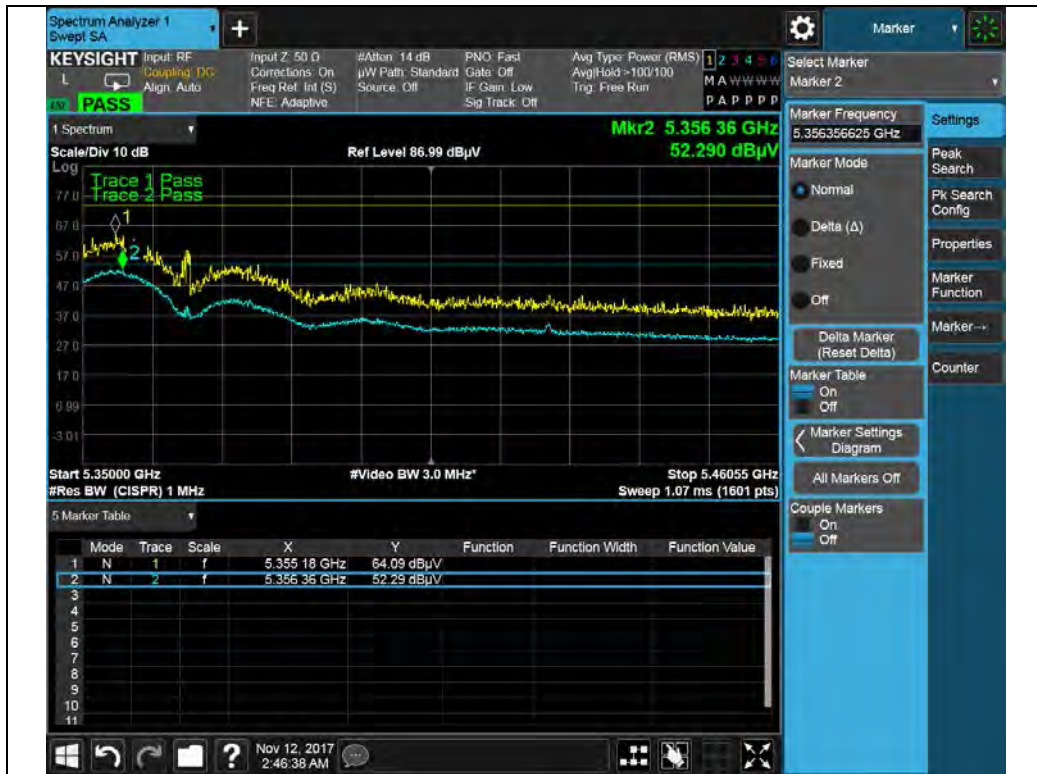 Spectrum Analyzer 1
Swept SA
Marker
KEYSIGHT Input: RF Input Z: 50 Ω #Atten: 14 dB PNO: Fast Avg Type: Power (RMS) 1 2 3 4 5 6
L Coupling: DC Corrections: On µW Path: Standard Gate: Off Avg|Hold >100/100 M A W W W W
Align: Auto Freq Ref: Int (S) Source: Off IF Gain: Low Trig: Free Run
PASS NFE: Adaptive Sig Track: Off P A P P P P
Select Marker
Marker 2
1 Spectrum
Mkr2 5.356 36 GHz
Scale/Div 10 dB Ref Level 86.99 dBµV 52.290 dBµV
Log
Trace 1 Pass
Trace 2 Pass
77.0
67.0
57.0
47.0
37.0
27.0
17.0
6.99
-3.01
1
2
Start 5.35000 GHz #Video BW 3.0 MHz* Stop 5.46055 GHz
#Res BW (CISPR) 1 MHz Sweep 1.07 ms (1601 pts)
Marker Frequency
5.356356625 GHz
Marker Mode
Normal
Delta (Δ)
Fixed
Off
Delta Marker
(Reset Delta)
Marker Table
On
Off
Marker Settings
Diagram
All Markers Off
Couple Markers
On
Off
Settings
Peak
Search
Pk Search
Config
Properties
Marker
Function
Marker→
Counter
5 Marker Table
Mode Trace Scale X Y Function Function Width Function Value
1 N 1 f 5.355 18 GHz 64.09 dBµV
2 N 2 f 5.356 36 GHz 52.29 dBµV
3
4
5
6
7
8
9
10
11
Nov 12, 2017
2:46:38 AM